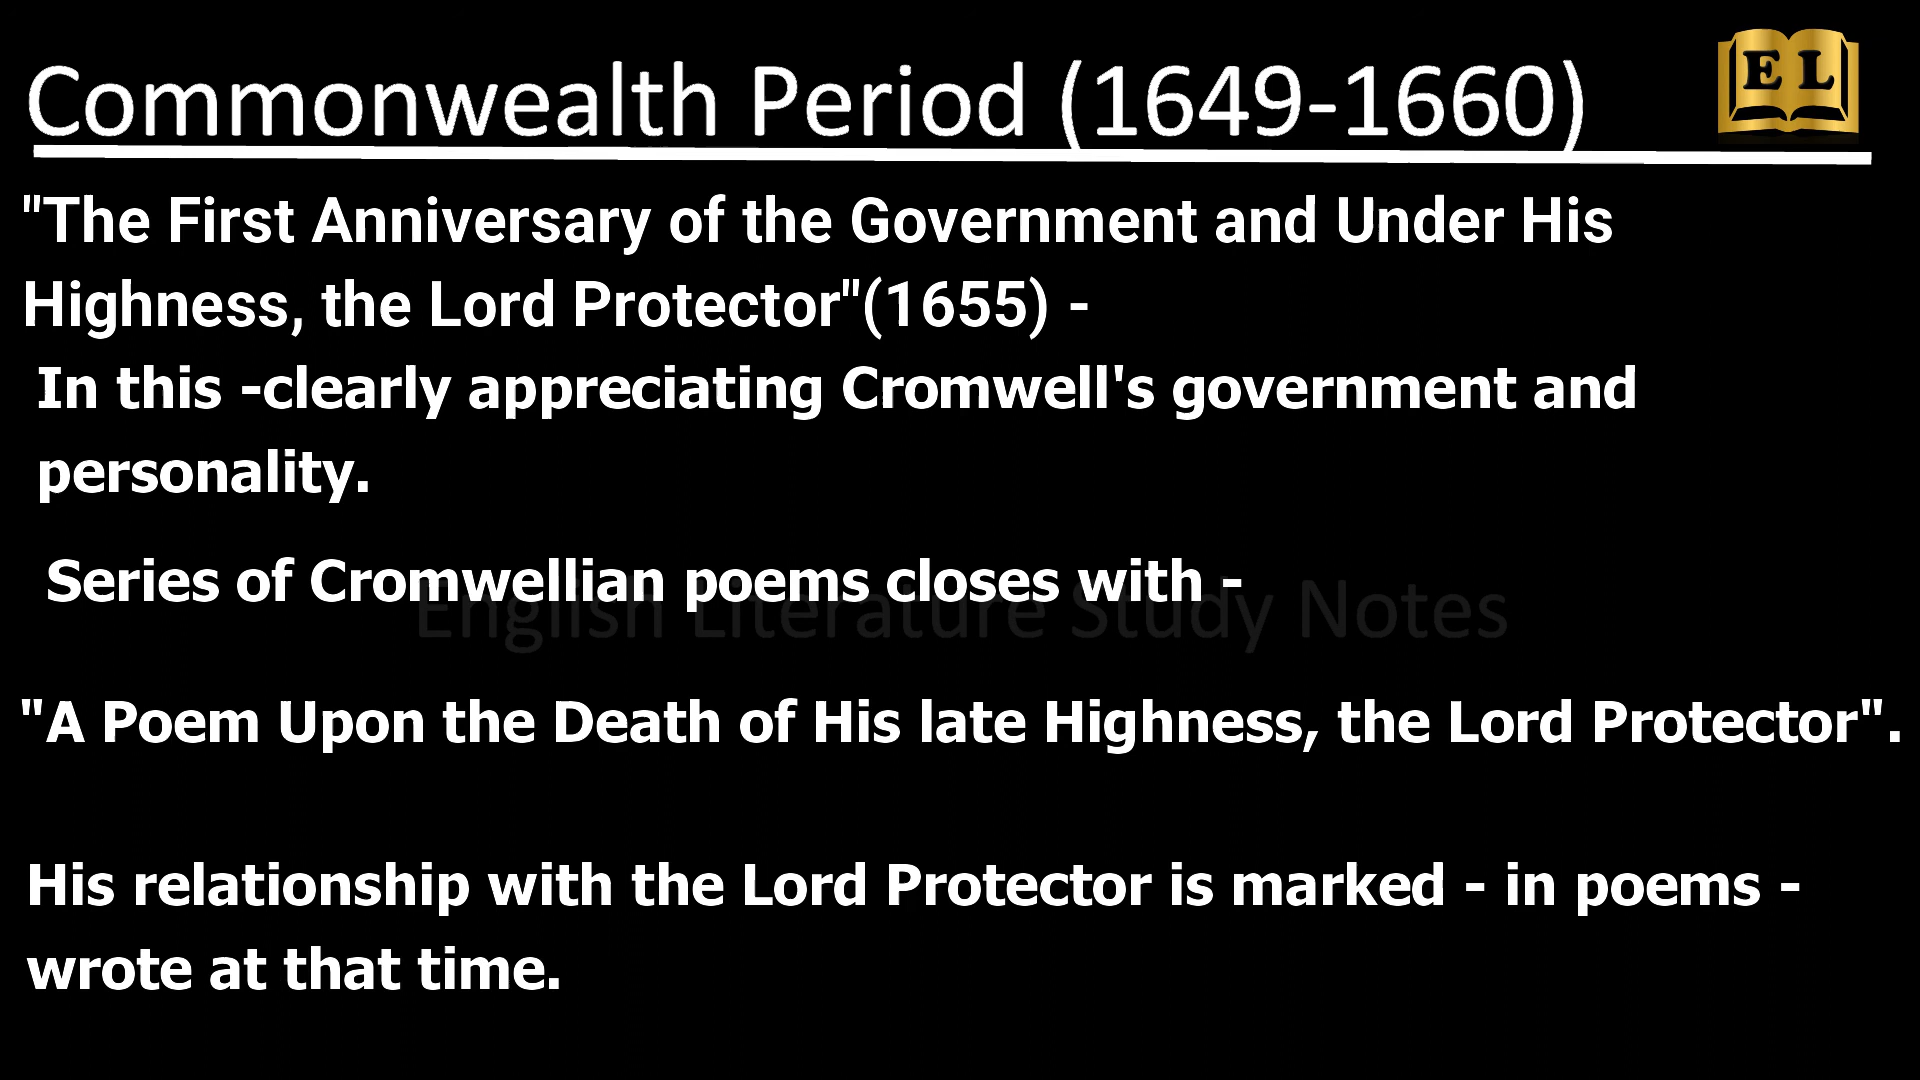 Commonwealth Period (1649-1660)
E L
"The First Anniversary of the Government and Under His
Highness, the Lord Protector"(1655) -
In this -clearly appreciating Cromwell's government and
personality.
Series of Cromwellian poems closes with -
English Literature Study Notes
"A Poem Upon the Death of His late Highness, the Lord Protector".
His relationship with the Lord Protector is marked - in poems -
wrote at that time.